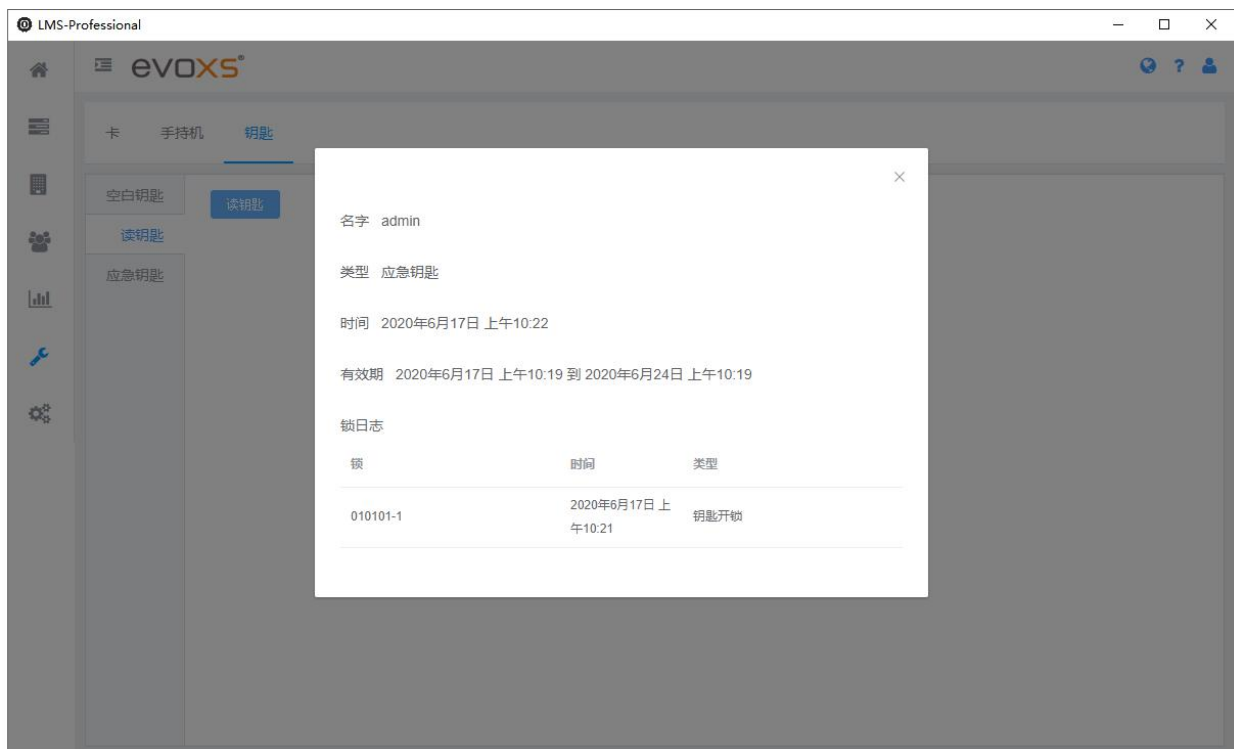 LMS-Professional
evoxs®
?
卡 手持机 钥匙
空白钥匙
读钥匙
应急钥匙
读钥匙
名字 admin
类型 应急钥匙
时间 2020年6月17日 上午10:22
有效期 2020年6月17日 上午10:19 到 2020年6月24日 上午10:19
锁日志
锁 时间 类型
010101-1 2020年6月17日 上 钥匙开锁
午10:21